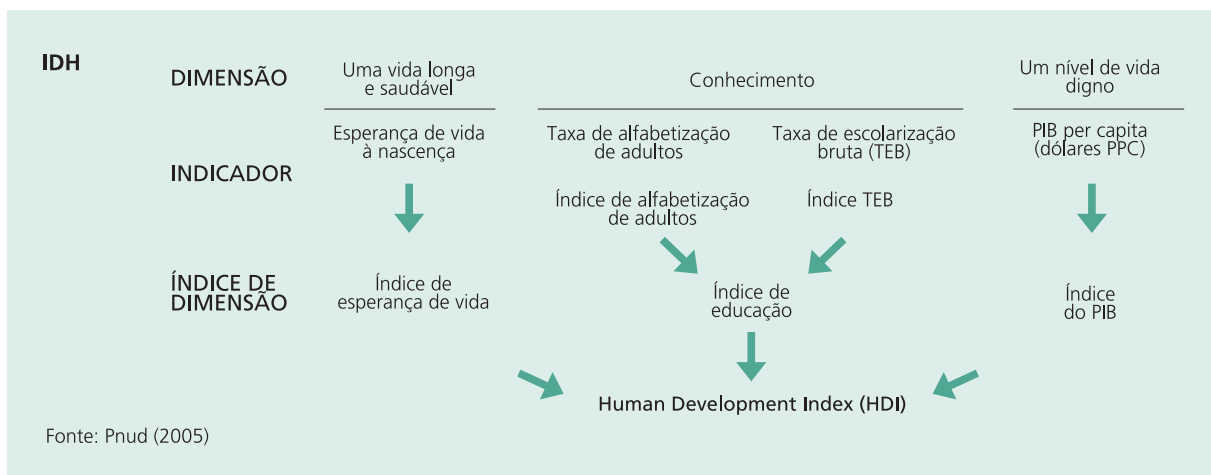 IDH
DIMENSÃO
Uma vida longa
e saudável
Conhecimento
Um nível de vida
digno
INDICADOR
Esperança de vida
à nascença
Taxa de alfabetização
de adultos
Taxa de escolarização
bruta (TEB)
PIB per capita
(dólares PPC)
Índice de alfabetização
de adultos
Índice TEB
ÍNDICE DE
DIMENSÃO
Índice de
esperança de vida
Índice de
educação
Índice
do PIB
Human Development Index (HDI)
Fonte: Pnud (2005)